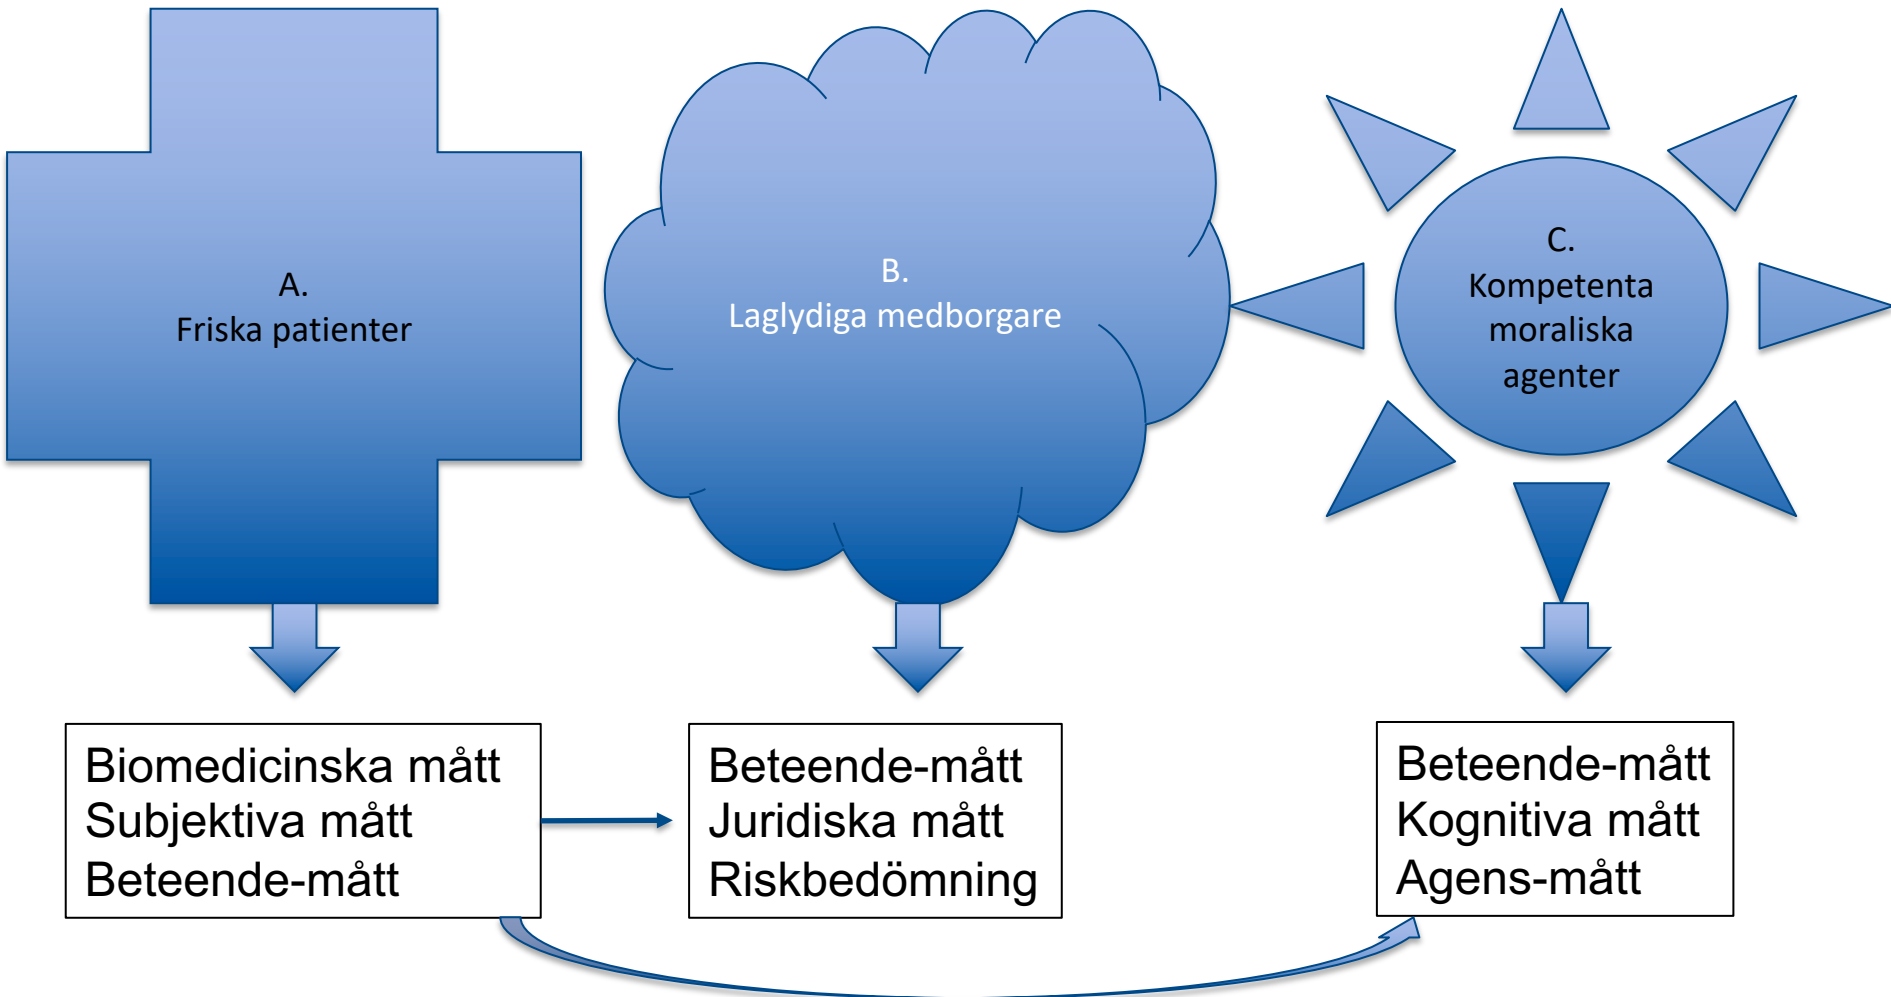 A.
Friska patienter
B.
Laglydiga medborgare
C.
Kompetenta
moraliska
agenter
Biomedicinska mått
Subjektiva mått
Beteende-mått
Beteende-mått
Juridiska mått
Riskbedömning
Beteende-mått
Kognitiva mått
Agens-mått